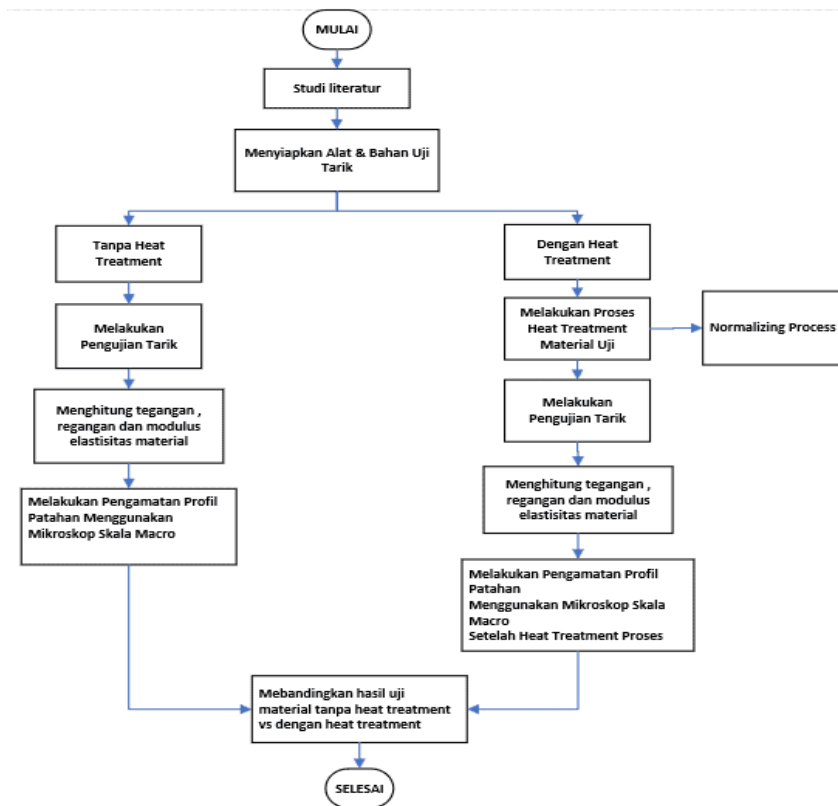 MULAI
Studi literatur
Menyiapkan Alat & Bahan Uji
Tarik
Tanpa Heat
Treatment
Melakukan
Pengujian Tarik
Menghitung tegangan ,
regangan dan modulus
elastisitas material
Melakukan Pengamatan Profil
Patahan Menggunakan
Mikroskop Skala Macro
Dengan Heat
Treatment
Melakukan Proses
Heat Treatment
Material Uji
Normalizing Process
Melakukan
Pengujian Tarik
Menghitung tegangan ,
regangan dan modulus
elastisitas material
Melakukan Pengamatan Profil
Patahan
Menggunakan Mikroskop Skala
Macro
Setelah Heat Treatment Proses
Mebandingkan hasil uji
material tanpa heat treatment
vs dengan heat treatment
SELESAI